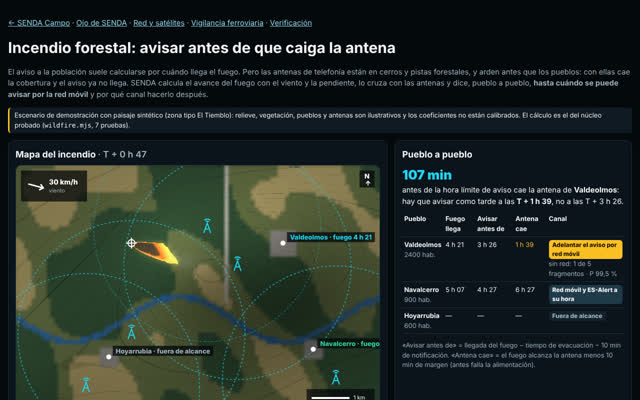 ← SENDA Campo · Ojo de SENDA · Red y satélites · Vigilancia ferroviaria · Verificación
Incendio forestal: avisar antes de que caiga la antena
El aviso a la población suele calcularse por cuándo llega el fuego. Pero las antenas de telefonía están en cerros y pistas forestales, y arden antes que los pueblos: con ellas cae
la cobertura y el aviso ya no llega. SENDA calcula el avance del fuego con el viento y la pendiente, lo cruza con las antenas y dice, pueblo a pueblo, hasta cuándo se puede
avisar por la red móvil y por qué canal hacerlo después.
Escenario de demostración con paisaje sintético (zona tipo El Tiemblo): relieve, vegetación, pueblos y antenas son ilustrativos y los coeficientes no están calibrados. El cálculo es el del núcleo
probado (wildfire.mjs, 7 pruebas).
Mapa del incendio · T + 0 h 47
30 km/h
viento
N
Valdeolmos · fuego 4 h 21
Navalcerro · fuego
Hoyarrubia · fuera de alcance
1 km
Pueblo a pueblo
107 min
antes de la hora límite de aviso cae la antena de Valdeolmos:
hay que avisar como tarde a las T + 1 h 39, no a las T + 3 h 26.
Pueblo Fuego llega Avisar antes de Antena cae Canal
Valdeolmos 4 h 21 3 h 26 1 h 39 Adelantar el aviso por red móvil
2400 hab. sin red: 1 de 5 fragmentos · P 99,5 %
Navalcerro 5 h 07 4 h 27 6 h 27 Red móvil y ES-Alert a su hora
900 hab.
Hoyarrubia — — — Fuera de alcance
600 hab.
«Avisar antes de» = llegada del fuego − tiempo de evacuación − 10 min
de notificación. «Antena cae» = el fuego alcanza la antena menos 10
min de margen (antes falla la alimentación).